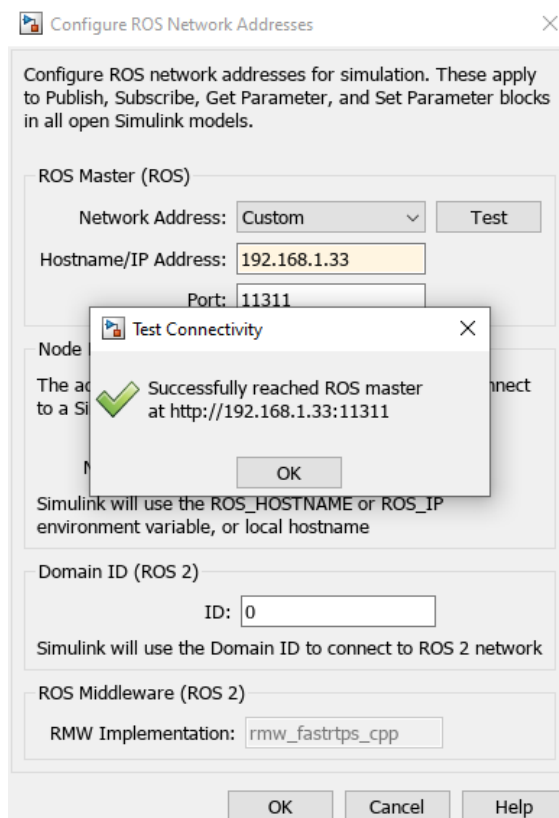 Configure ROS Network Addresses
Configure ROS network addresses for simulation. These apply
to Publish, Subscribe, Get Parameter, and Set Parameter blocks
in all open Simulink models.
ROS Master (ROS)
Network Address: Custom Test
Hostname/IP Address: 192.168.1.33
Port: 11311
Test Connectivity
Node
The
to a
Successfully reached ROS master
at http://192.168.1.33:11311
OK
Simulink will use the ROS_HOSTNAME or ROS_IP
environment variable, or local hostname
Domain ID (ROS 2)
ID: 0
Simulink will use the Domain ID to connect to ROS 2 network
ROS Middleware (ROS 2)
RMW Implementation: rmw_fastrtps_cpp
OK Cancel Help